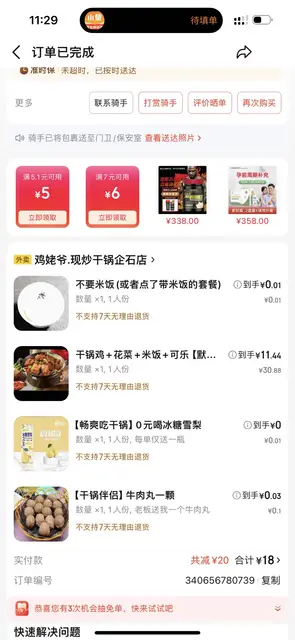 11:29
待填单
17
订单已完成
准时保 未超时，已按时送达
更多
联系骑手
打赏骑手
评价晒单
再次购买
骑手已将包裹送至门卫/保安室 查看送达照片 >
满5.1元可用
¥5
立即领取
满7元可用
¥6
立即领取
¥338.00
孕前周期补充
¥358.00
外卖 鸡姥爷.现炒干锅企石店 >
不要米饭 (或者点了带米饭的套餐) 到手¥0.01
数量 ×1, 1人份 ¥0.01
不支持7天无理由退货
干锅鸡＋花菜＋米饭＋可乐【默... 到手¥11.44
数量 ×1, 1人份 ¥30.88
不支持7天无理由退货
【畅爽吃干锅】0元喝冰糖雪梨 到手¥0
数量 ×1, 1人份, 每单仅送一瓶 ¥0.01
不支持7天无理由退货
【干锅伴侣】牛肉丸一颗 到手¥0.03
数量 ×1, 1人份, 老板送我一个牛肉丸 ¥0.1
不支持7天无理由退货
实付款 共减¥20 合计¥18 >
订单编号 340656780739 复制
恭喜您有3次机会抽免单，快来试试吧
快速解决问题